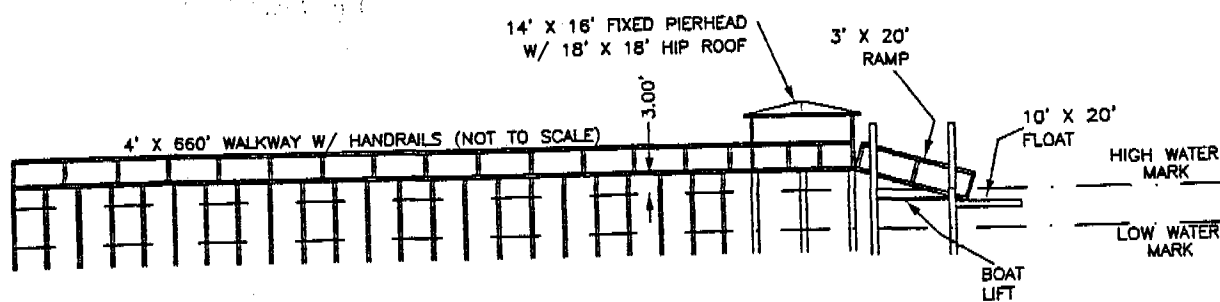 14' X 16' FIXED PIERHEAD
W/ 18' X 18' HIP ROOF
3' X 20'
RAMP
3.00'
10' X 20'
FLOAT
4' X 660' WALKWAY W/ HANDRAILS (NOT TO SCALE)
HIGH WATER
MARK
LOW WATER
MARK
BOAT
LIFT